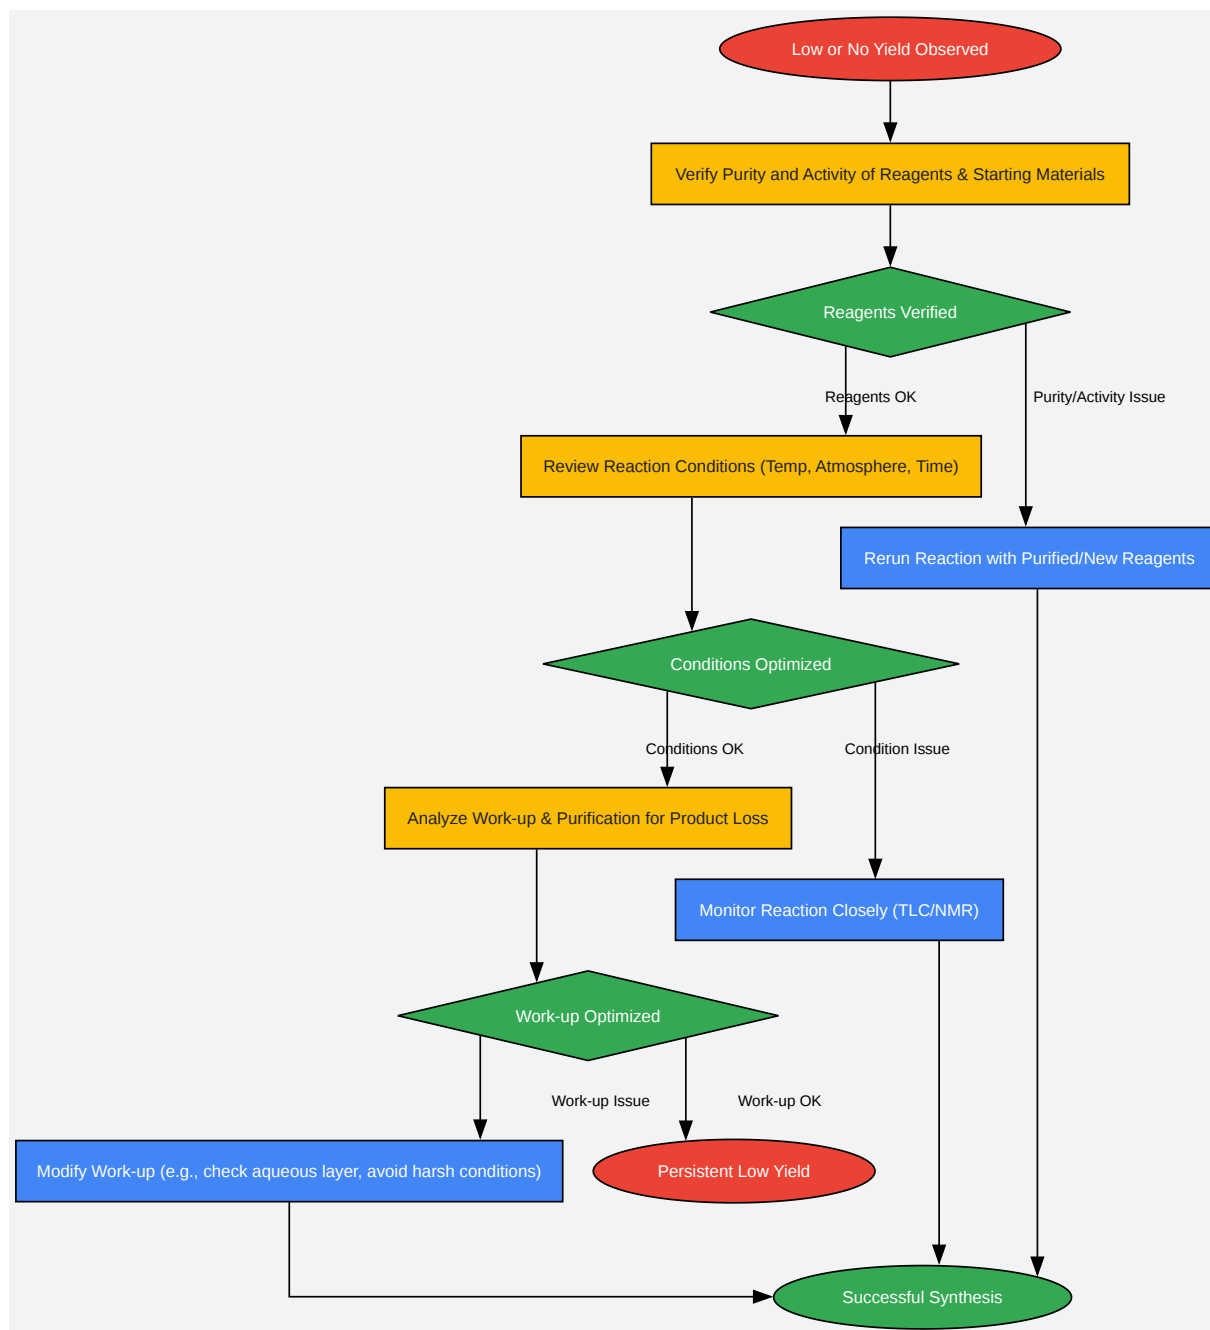 Low or No Yield Observed
Verify Purity and Activity of Reagents & Starting Materials
Reagents Verified
Reagents OK
Purity/Activity Issue
Review Reaction Conditions (Temp, Atmosphere, Time)
Rerun Reaction with Purified/New Reagents
Conditions Optimized
Conditions OK
Condition Issue
Analyze Work-up & Purification for Product Loss
Monitor Reaction Closely (TLC/NMR)
Work-up Optimized
Work-up Issue
Work-up OK
Modify Work-up (e.g., check aqueous layer, avoid harsh conditions)
Persistent Low Yield
Successful Synthesis